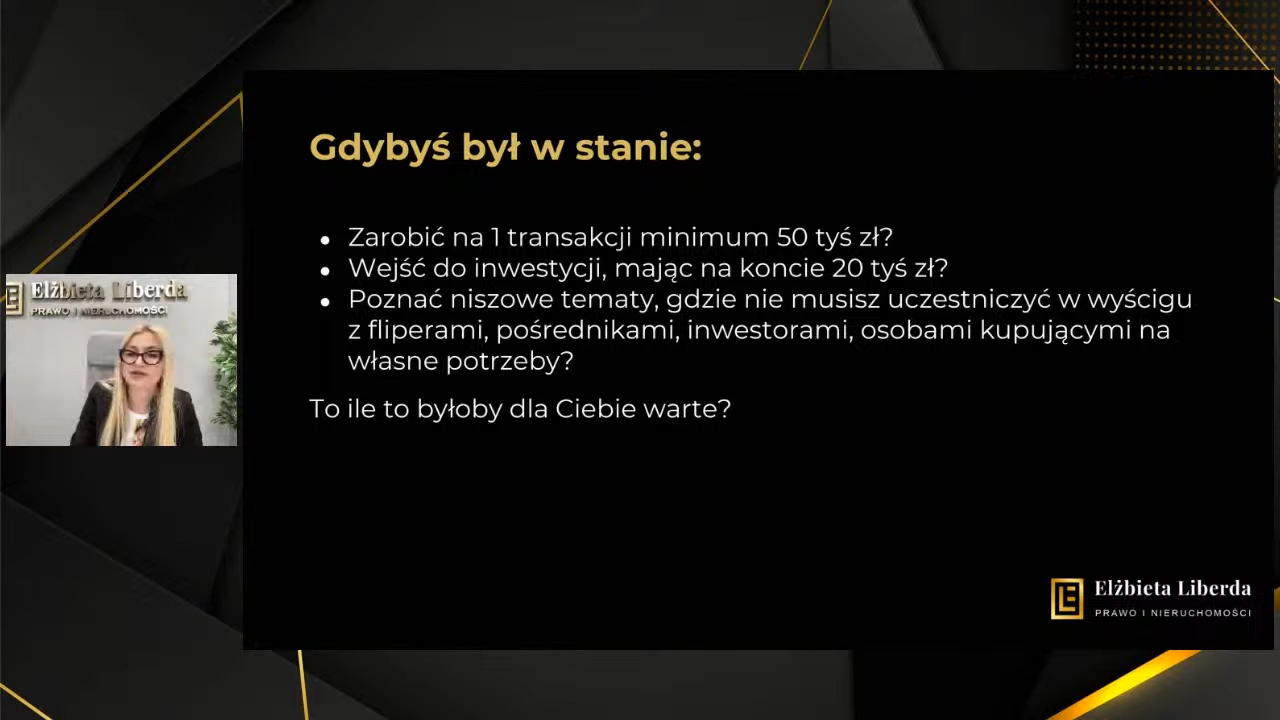 Gdybyś był w stanie:
● Zarobić na 1 transakcji minimum 50 tyś zł?
● Wejść do inwestycji, mając na koncie 20 tyś zł?
● Poznać niszowe tematy, gdzie nie musisz uczestniczyć w wyścigu
z fliperami, pośrednikami, inwestorami, osobami kupującymi na
własne potrzeby?
To ile to byłoby dla Ciebie warte?
Elżbieta Liberda
PRAWO I NIERUCHOMOŚCI
Elżbieta Liberda
PRAWO I NIERUCHOMOŚCI